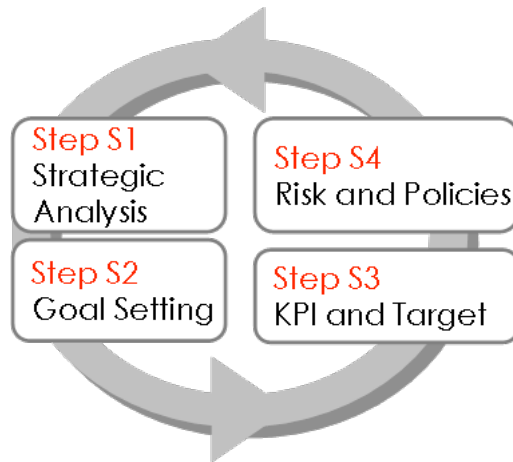 Step S1
Strategic
Analysis
Step S2
Goal Setting
Step S3
KPI and Target
Step S4
Risk and Policies